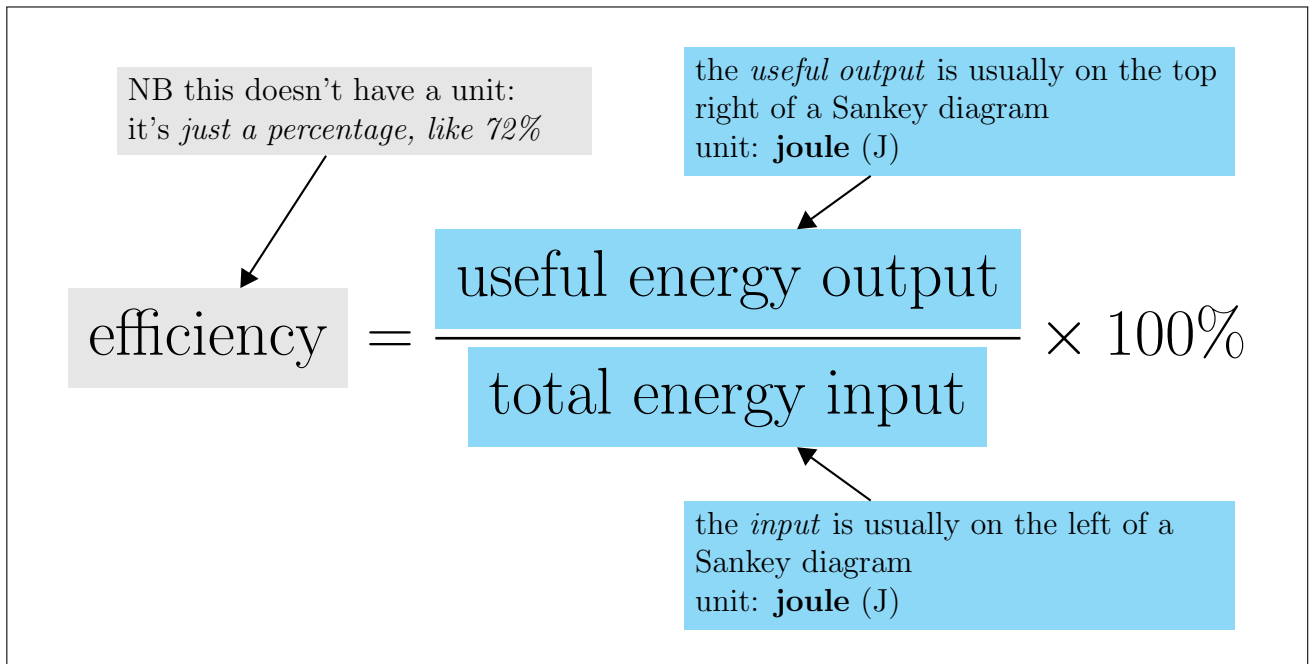 NB this doesn't have a unit:
it's just a percentage, like 72%
the useful output is usually on the top
right of a Sankey diagram
unit: joule (J)
efficiency = useful energy output / total energy input × 100%
the input is usually on the left of a
Sankey diagram
unit: joule (J)